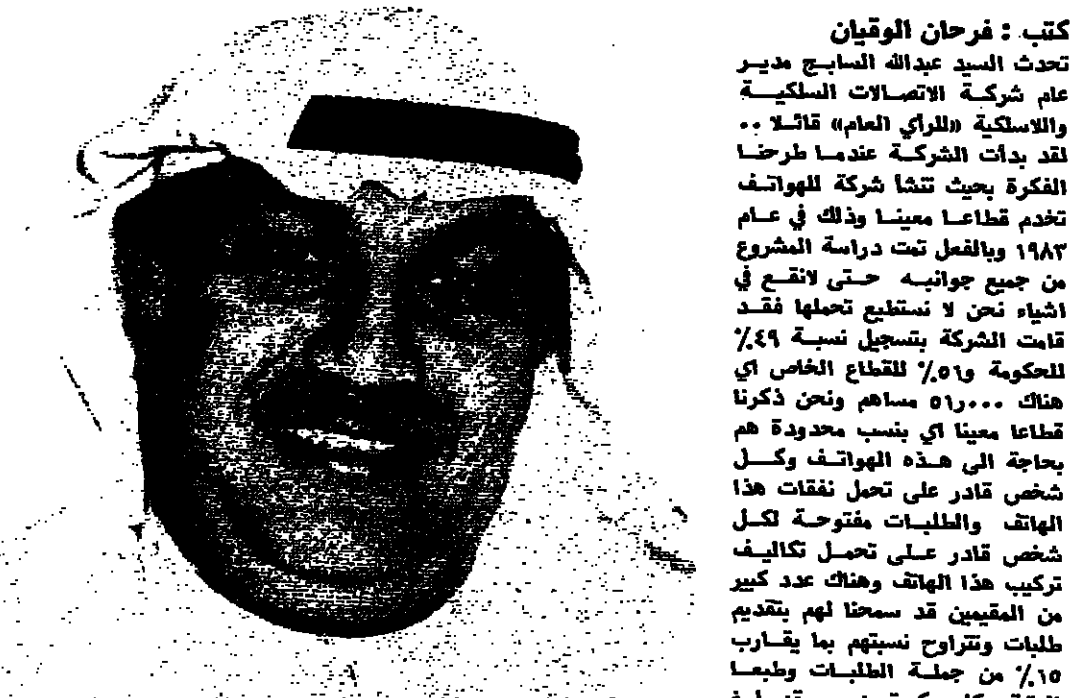 كتب : فرحان الوقيان
تحدث السيد عبدالله السابج مدير
عام شركة الاتصالات السلكية
واللاسلكية «للرأي العام» قائلا ..
لقد بدأت الشركة عندما طرحنا
الفكرة بحيث تنشأ شركة للهواتف
تخدم قطاعا معينا وذلك في عام
١٩٨٣ وبالفعل تمت دراسة المشروع
من جميع جوانبه حتى لانقع في
اشياء نحن لا نستطيع تحملها فقد
قامت الشركة بتسجيل نسبة ٤٩٪
للحكومة و٥٦٪ للقطاع الخاص اي
هناك ٥١٫٠٠٠ مساهم ونحن ذكرنا
قطاعا معينا اي بنسب محدودة هم
بحاجة الى هذه الهواتف وكل
شخص قادر على تحمل نفقات هذا
الهاتف والطلبات مفتوحة لكل
شخص قادر على تحمل تكاليف
تركيب هذا الهاتف وهناك عدد كبير
من المقيمين قد سمحنا لهم بتقديم
طلبات وتتراوح نسبتهم بما يقارب
١٥٪ من جملة الطلبات وطبعا